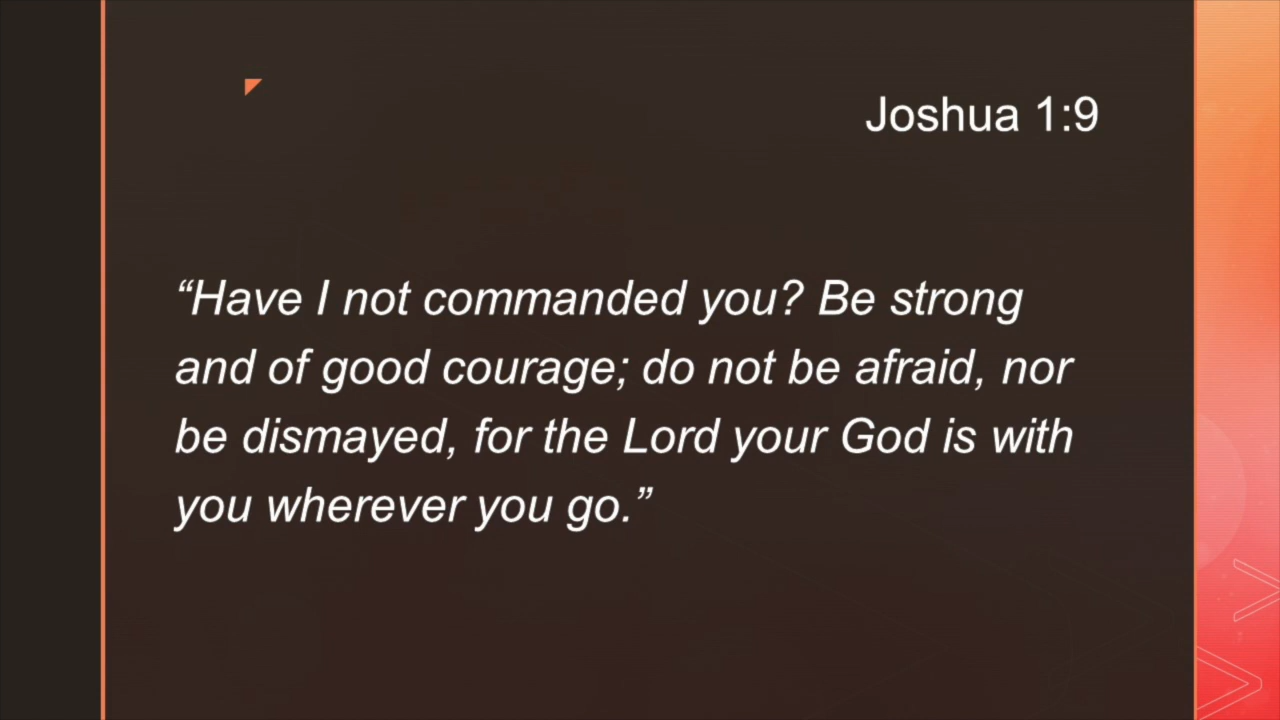 Joshua 1:9
“Have I not commanded you? Be strong
and of good courage; do not be afraid, nor
be dismayed, for the Lord your God is with
you wherever you go.”